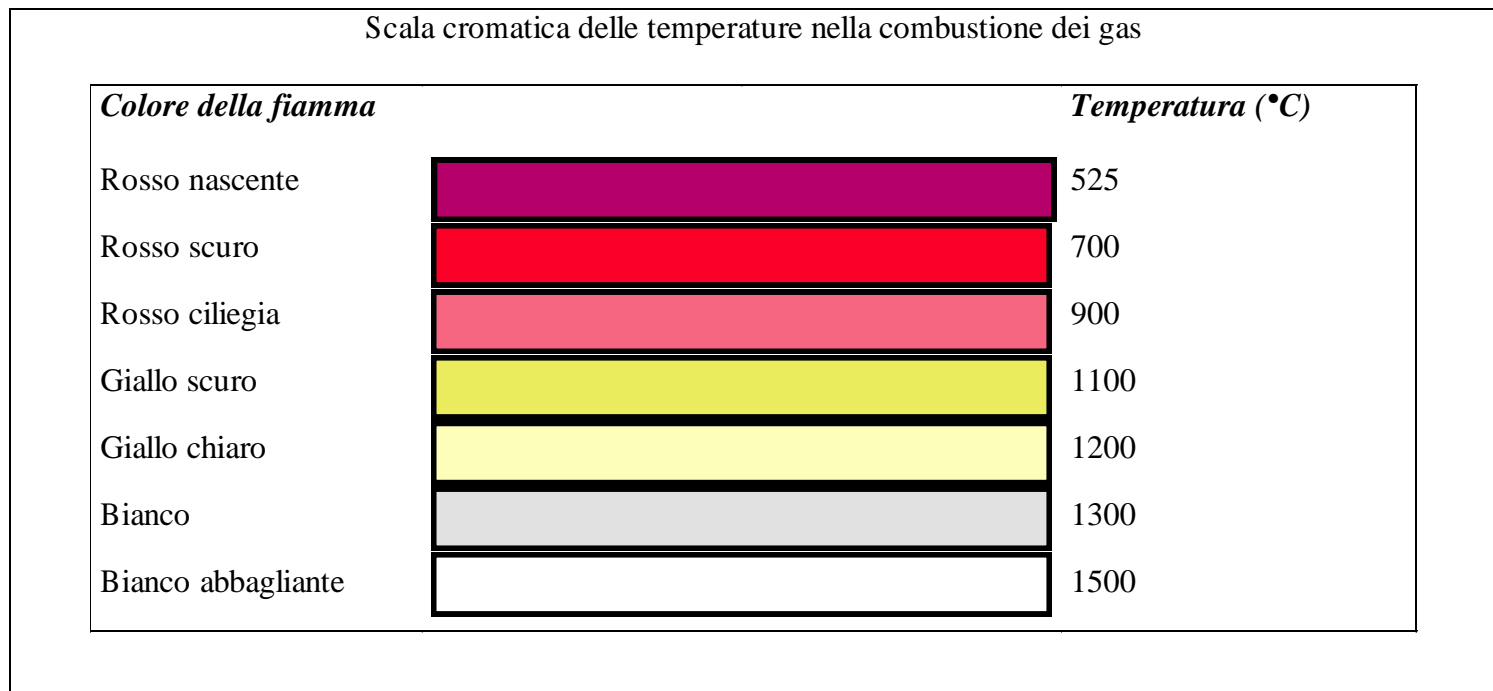 Scala cromatica delle temperature nella combustione dei gas
Colore della fiamma Temperatura (•C)
Rosso nascente 525
Rosso scuro 700
Rosso ciliegia 900
Giallo scuro 1100
Giallo chiaro 1200
Bianco 1300
Bianco abbagliante 1500